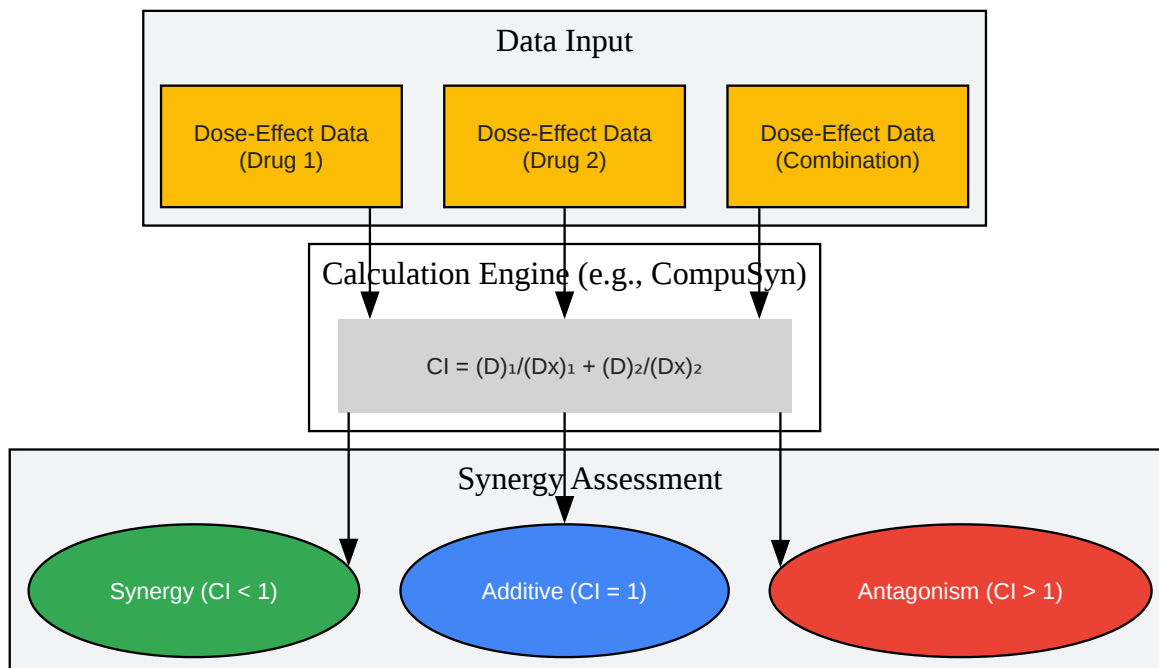 Data Input
Dose-Effect Data
(Drug 1)
Dose-Effect Data
(Drug 2)
Dose-Effect Data
(Combination)
Calculation Engine (e.g., CompuSyn)
CI = (D)₁/(Dx)₁ + (D)₂/(Dx)₂
Synergy Assessment
Synergy (CI < 1)
Additive (CI = 1)
Antagonism (CI > 1)